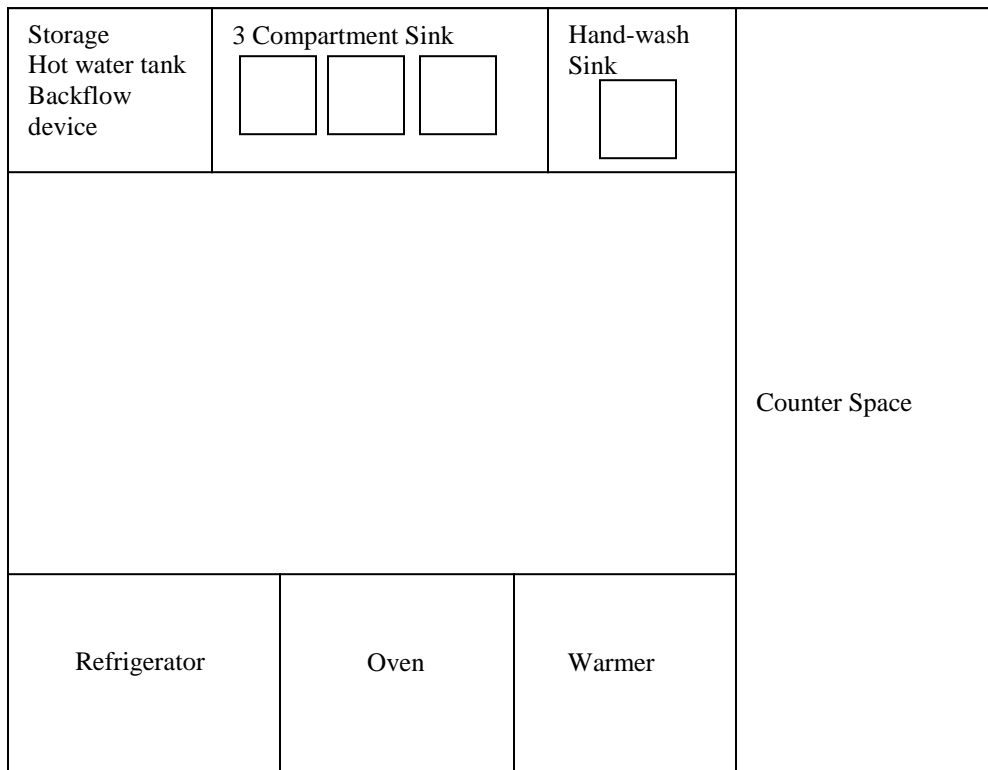 Storage
Hot water tank
Backflow
device
3 Compartment Sink
Hand-wash
Sink
Counter Space
Refrigerator
Oven
Warmer